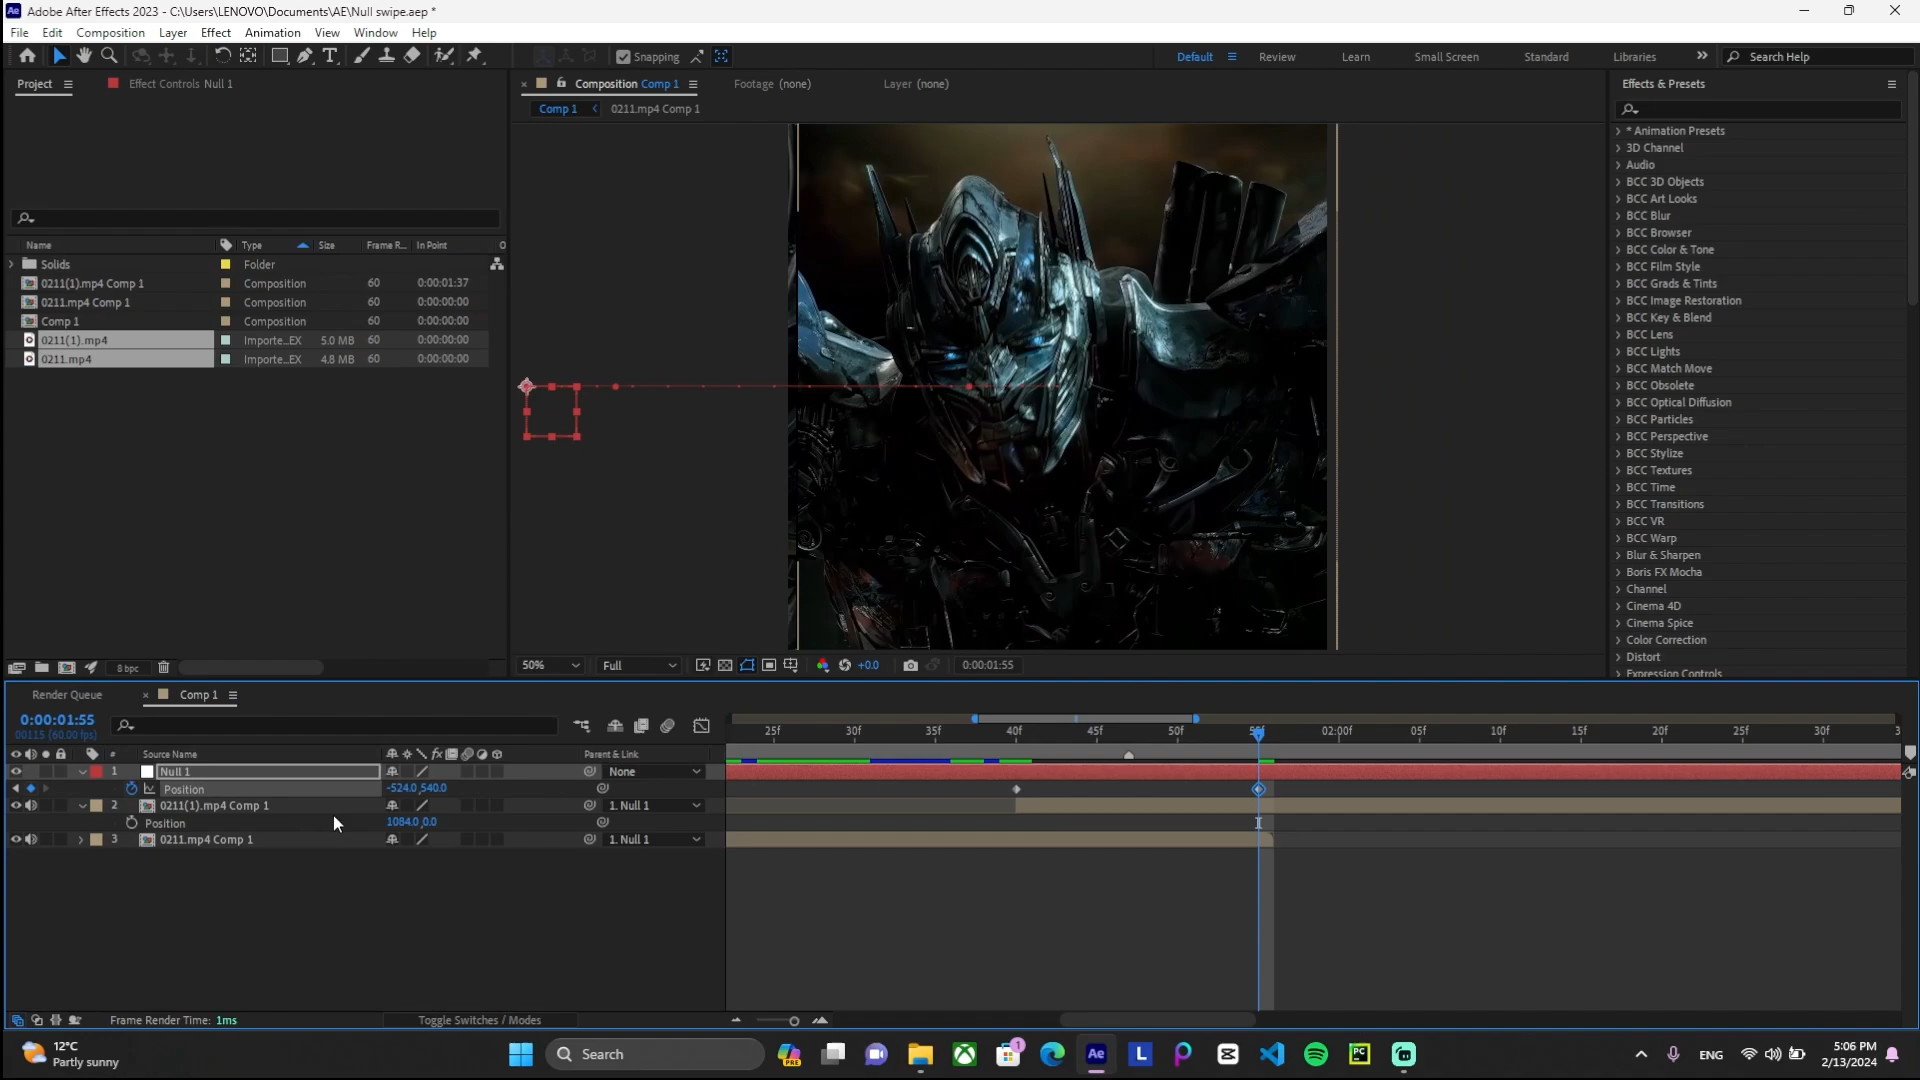 Adobe After Effects 2023 - C:\Users\LENOVO\Documents\AE\Null swipe.aep *
File Edit Composition Layer Effect Animation View Window Help
Snapping
Default Review Learn Small Screen Standard Libraries Search Help
Project Effect Controls Null 1
Composition Comp 1 Footage (none) Layer (none)
Comp 1 0211.mp4 Comp 1
Name Type Size Frame R... In Point O
Solids Folder
0211(1).mp4 Comp 1 Composition 60 0:00:01:37
0211.mp4 Comp 1 Composition 60 0:00:00:00
Comp 1 Composition 60 0:00:00:00
0211(1).mp4 Importe...EX 5.0 MB 60 0:00:00:00
0211.mp4 Importe...EX 4.8 MB 60 0:00:00:00
8 bpc
50% Full +0.0 0:00:01:55
Effects & Presets
* Animation Presets
3D Channel
Audio
BCC 3D Objects
BCC Art Looks
BCC Blur
BCC Browser
BCC Color & Tone
BCC Film Style
BCC Grads & Tints
BCC Image Restoration
BCC Key & Blend
BCC Lens
BCC Lights
BCC Match Move
BCC Obsolete
BCC Optical Diffusion
BCC Particles
BCC Perspective
BCC Stylize
BCC Textures
BCC Time
BCC Transitions
BCC VR
BCC Warp
Blur & Sharpen
Boris FX Mocha
Channel
Cinema 4D
Cinema Spice
Color Correction
Distort
Expression Controls
Render Queue Comp 1
0:00:01:55
00115 (60.00 fps)
25f 30f 35f 40f 45f 50f 02:00f 05f 10f 15f 20f 25f 30f 3
# Source Name fx Parent & Link
1 Null 1 None
Position -524.0,540.0
2 0211(1).mp4 Comp 1 1. Null 1
Position 1084.0,0.0
3 0211.mp4 Comp 1 1. Null 1
Frame Render Time: 1ms Toggle Switches / Modes
12°C
Partly sunny
Search
PRE
1
Ae
L
PC
ENG
5:06 PM
2/13/2024